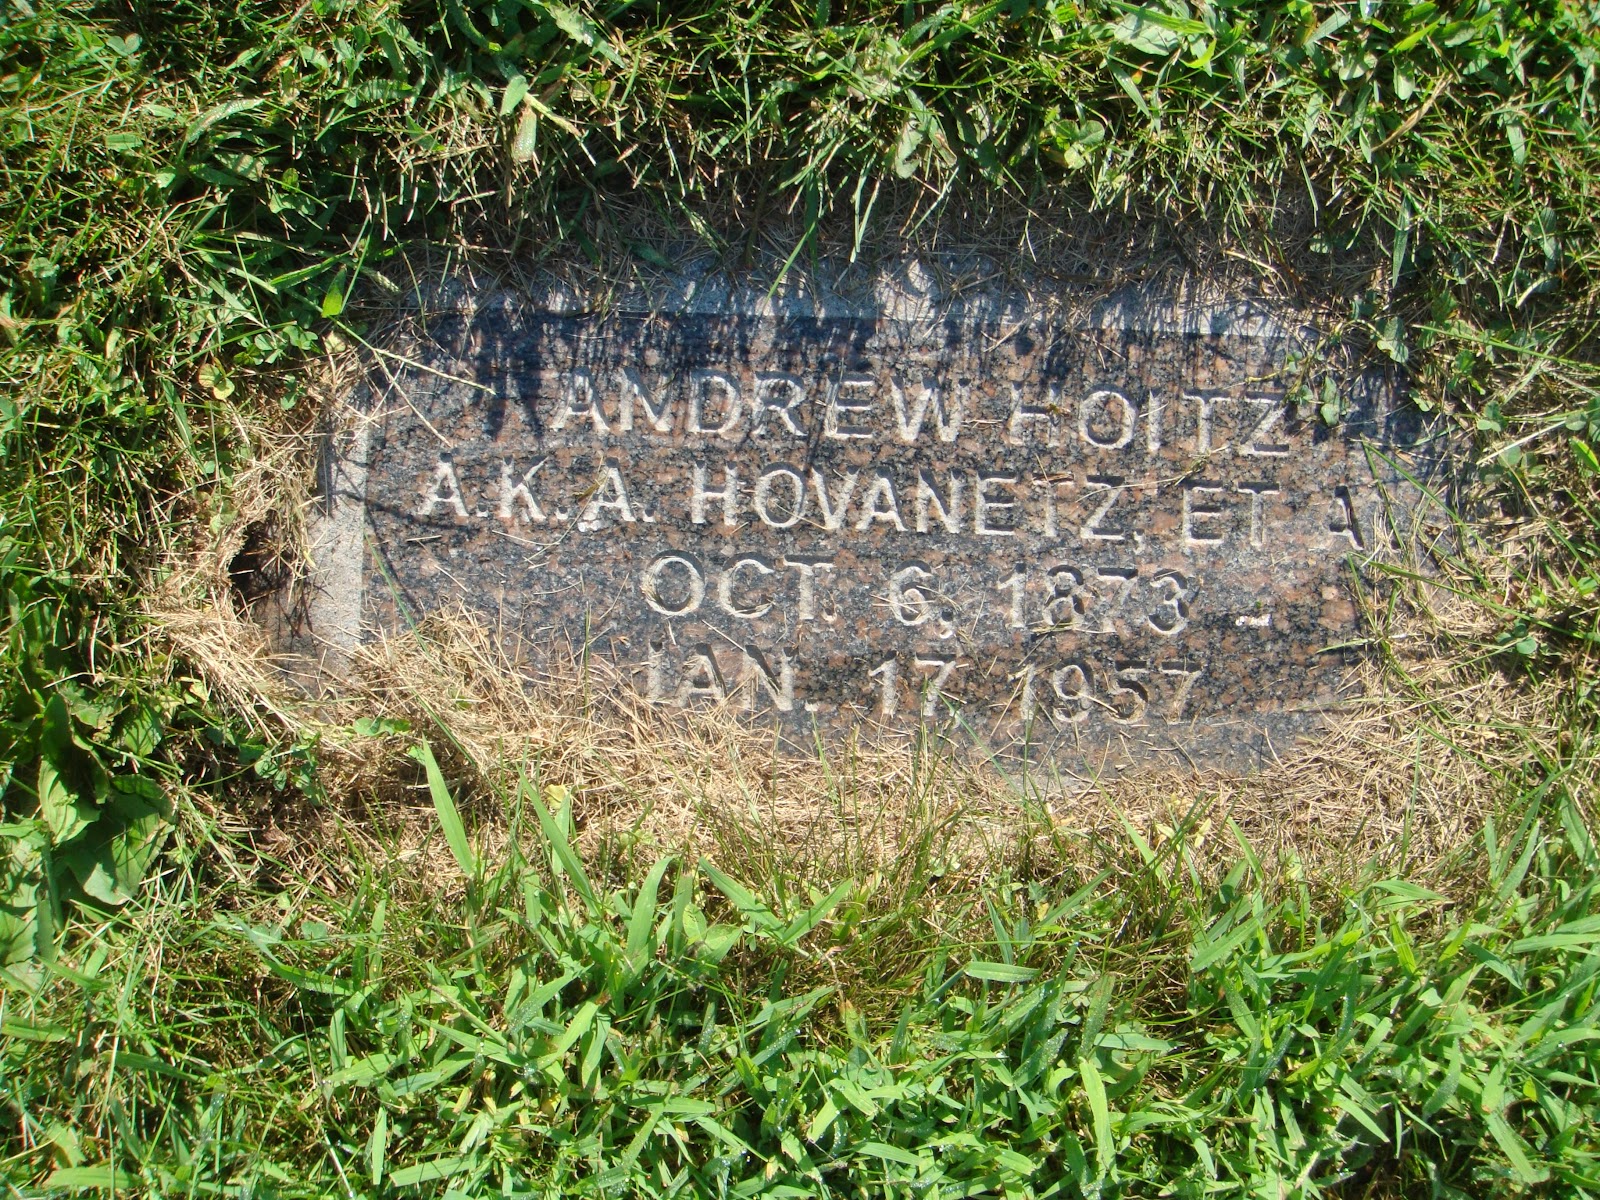 ANDREW HOITZ
A.K.A. HOVANETZ, ET A
OCT. 6, 1873 -
JAN. 17, 1957